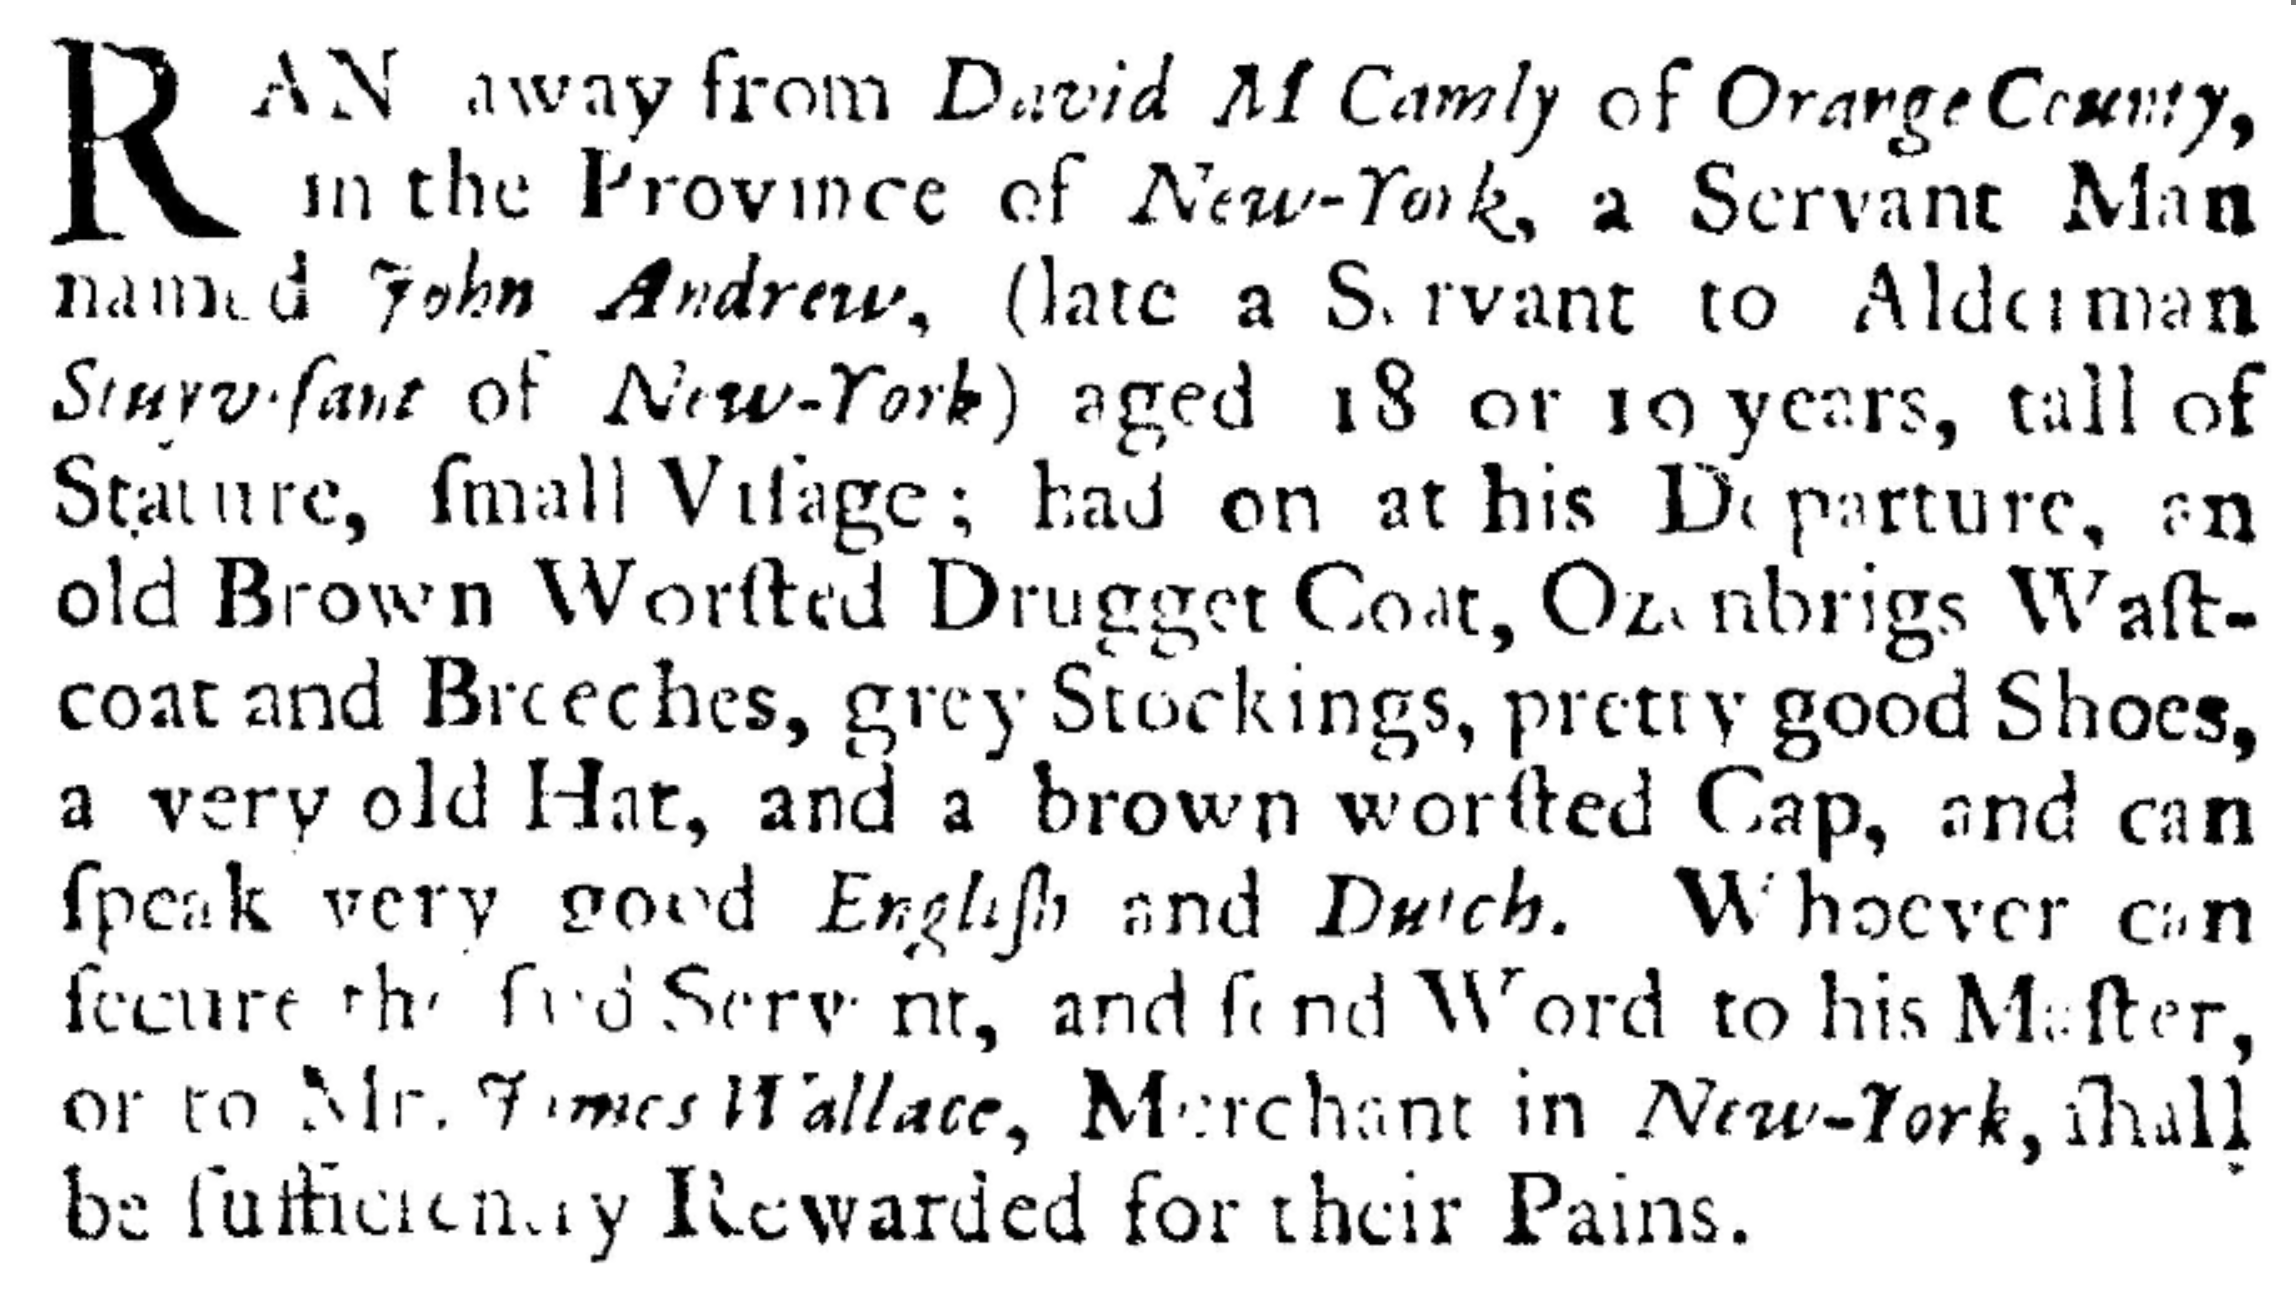 RAN away from David M Camly of Orange County,
in the Province of New-York, a Servant Man
named John Andrew, (late a Servant to Alderman
Stuyveſant of New-York) aged 18 or 19 years, tall of
Stature, ſmall Viſage; had on at his Departure, an
old Brown Worſted Drugget Coat, Ozenbrigs Waſt-
coat and Breeches, grey Stockings, pretty good Shoes,
a very old Hat, and a brown worſted Cap, and can
ſpeak very good Engliſh and Dutch. Whoever can
ſecure the ſaid Servant, and ſend Word to his Maſter,
or to Mr. James Wallace, Merchant in New-York, ſhall
be ſufficiently Rewarded for their Pains.